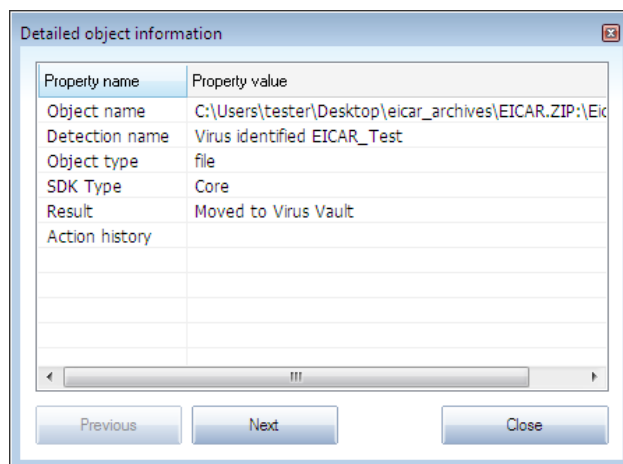 Detailed object information
Property name Property value
Object name C:\Users\tester\Desktop\eicar_archives\EICAR.ZIP:\Eic
Detection name Virus identified EICAR_Test
Object type file
SDK Type Core
Result Moved to Virus Vault
Action history
Previous Next Close